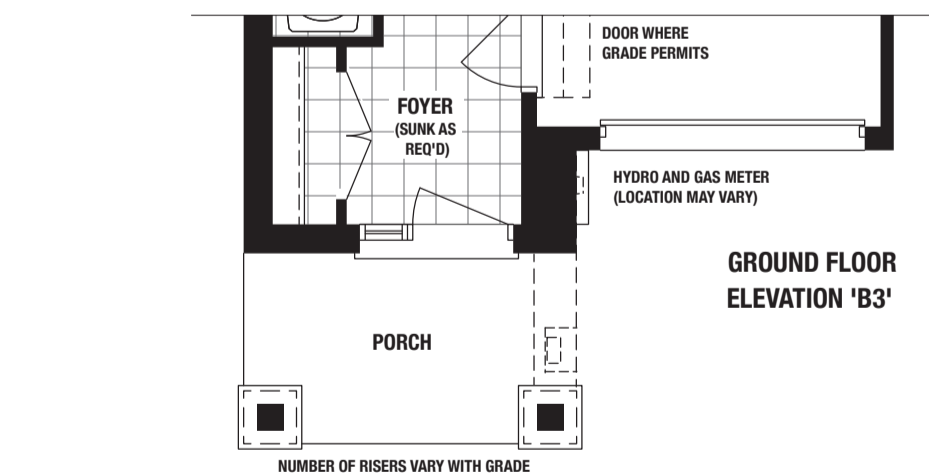 DOOR WHERE
GRADE PERMITS
FOYER
(SUNK AS
REQ'D)
HYDRO AND GAS METER
(LOCATION MAY VARY)
GROUND FLOOR
ELEVATION 'B3'
PORCH
NUMBER OF RISERS VARY WITH GRADE